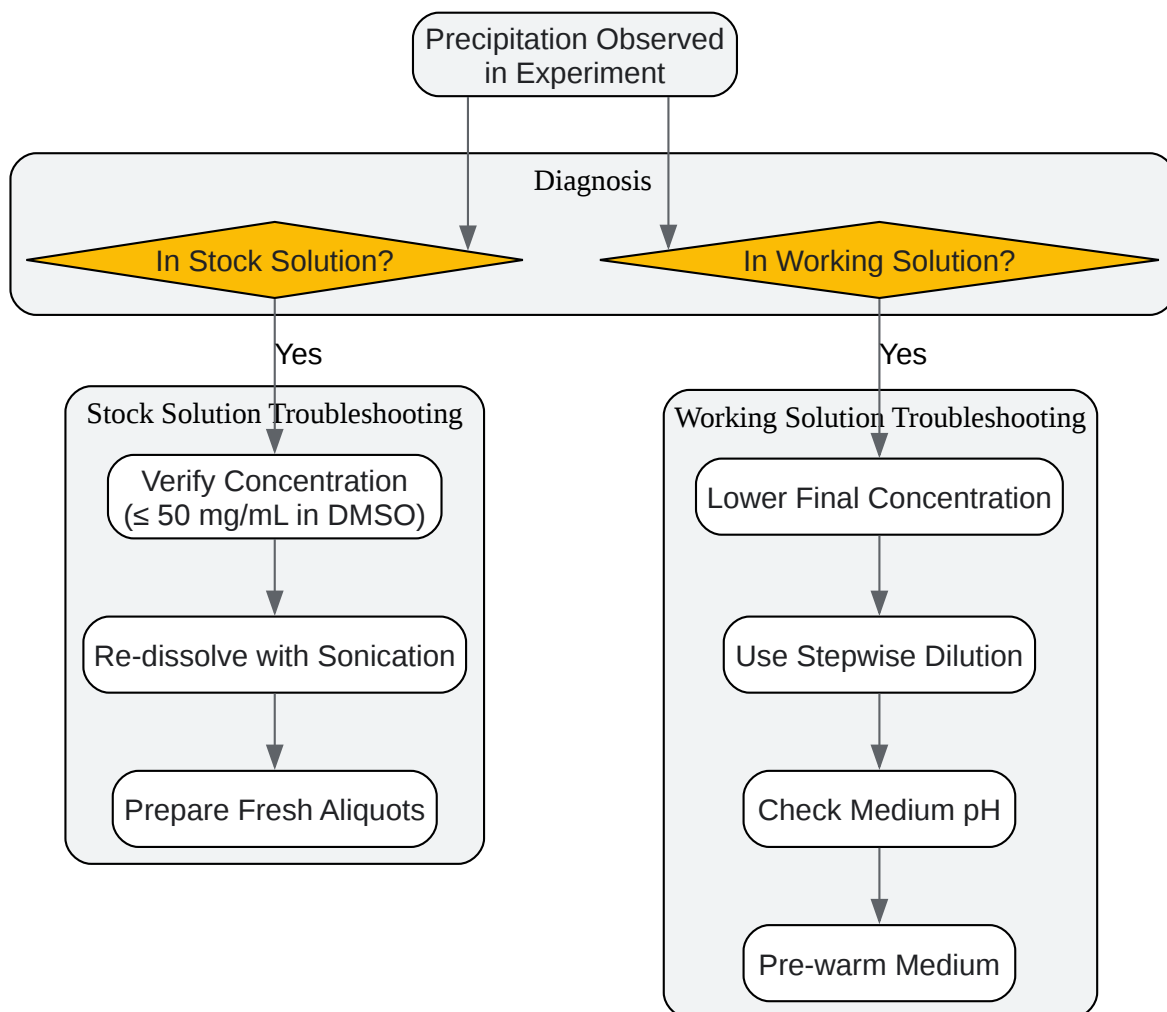 Precipitation Observed
in Experiment
Diagnosis
In Stock Solution?
In Working Solution?
Yes
Yes
Stock Solution Troubleshooting
Verify Concentration
(≤ 50 mg/mL in DMSO)
Re-dissolve with Sonication
Prepare Fresh Aliquots
Working Solution Troubleshooting
Lower Final Concentration
Use Stepwise Dilution
Check Medium pH
Pre-warm Medium